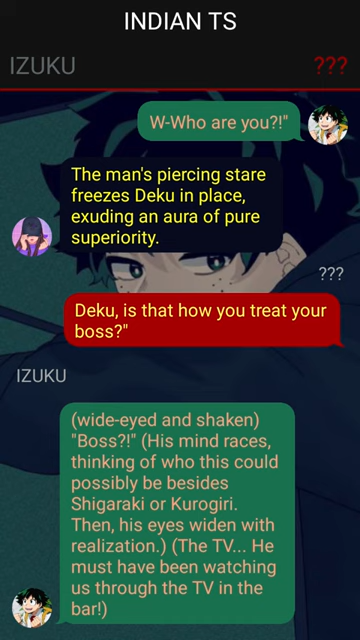 INDIAN TS
IZUKU ???
W-Who are you?!"
The man's piercing stare
freezes Deku in place,
exuding an aura of pure
superiority.
???
Deku, is that how you treat your
boss?"
IZUKU
(wide-eyed and shaken)
"Boss?!" (His mind races,
thinking of who this could
possibly be besides
Shigaraki or Kurogiri.
Then, his eyes widen with
realization.) (The TV... He
must have been watching
us through the TV in the
bar!)